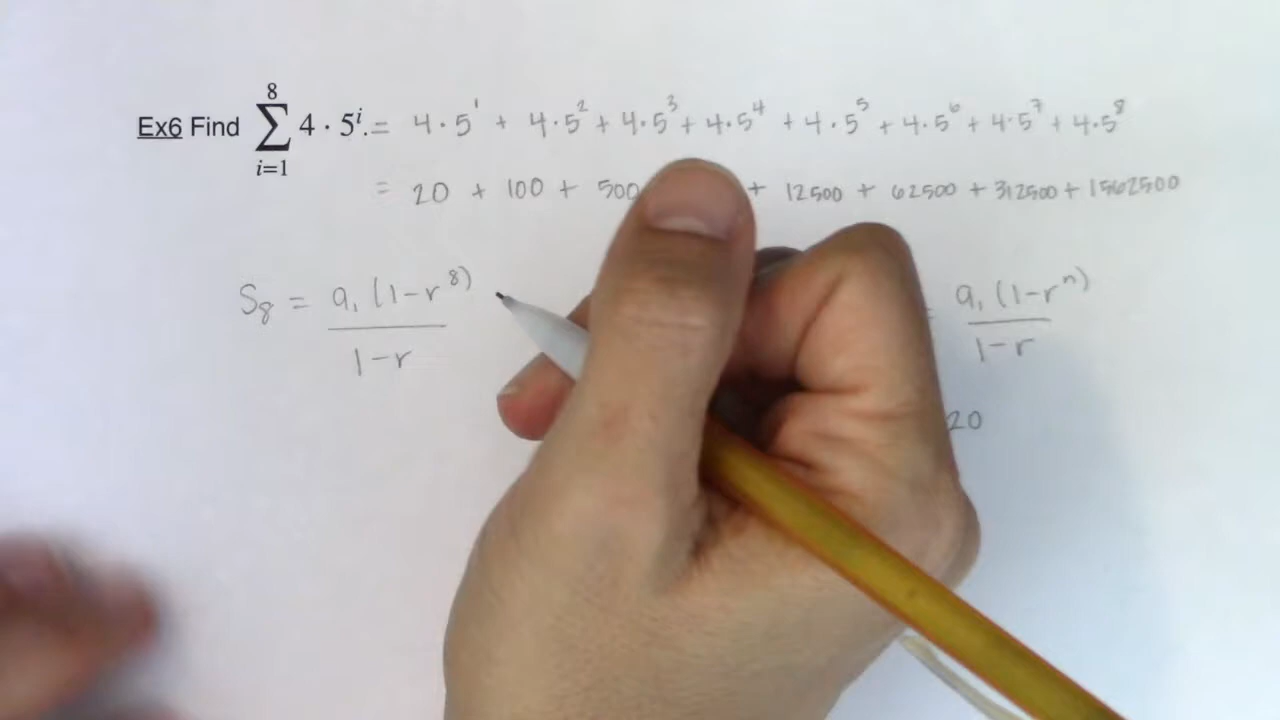 Ex6 Find ∑_{i=1}^{8} 4 · 5^i. = 4·5^1 + 4·5^2 + 4·5^3 + 4·5^4 + 4·5^5 + 4·5^6 + 4·5^7 + 4·5^8
= 20 + 100 + 500 + 12500 + 62500 + 312500 + 1562500
S_8 = a_1(1-r^8) / 1-r
= a_1(1-r^n) / 1-r
20